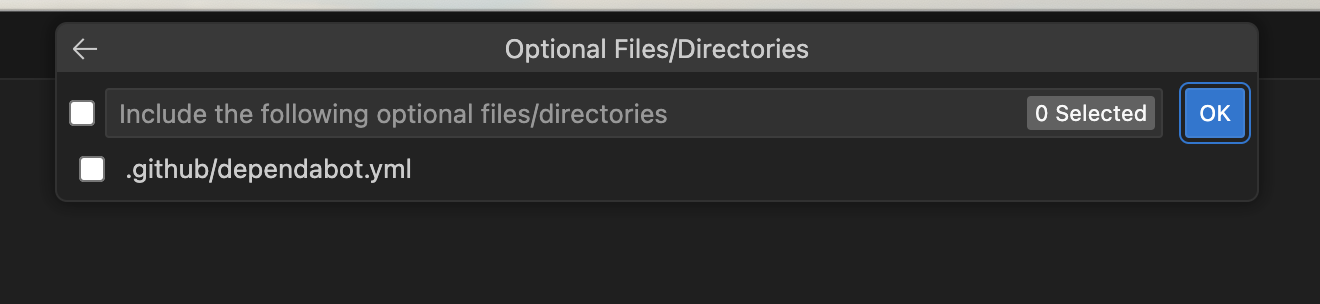 Optional Files/Directories
Include the following optional files/directories
0 Selected
OK
.github/dependabot.yml